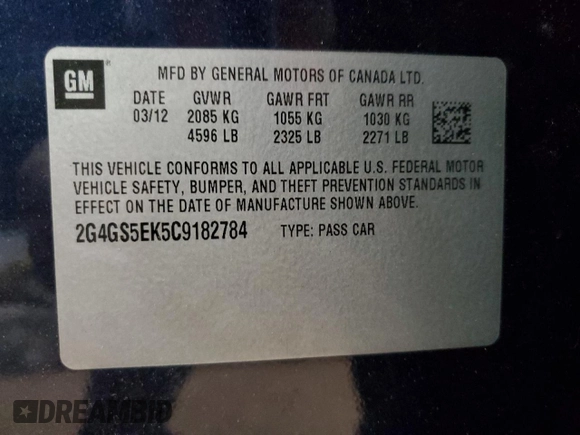 GM
MFD BY GENERAL MOTORS OF CANADA LTD.
DATE GVWR GAWR FRT GAWR RR
03/12 2085 KG 1055 KG 1030 KG
4596 LB 2325 LB 2271 LB
THIS VEHICLE CONFORMS TO ALL APPLICABLE U.S. FEDERAL MOTOR
VEHICLE SAFETY, BUMPER, AND THEFT PREVENTION STANDARDS IN
EFFECT ON THE DATE OF MANUFACTURE SHOWN ABOVE.
2G4GS5EK5C9182784 TYPE: PASS CAR
DREAMBID